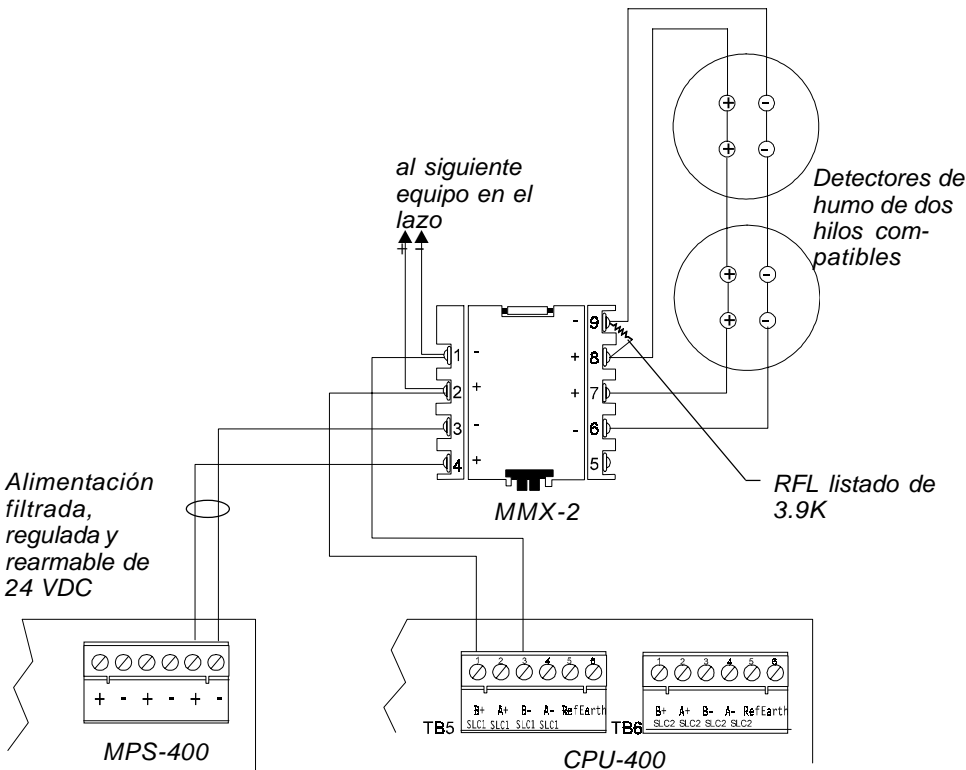 al siguiente
equipo en el
lazo
+ -
Detectores de
humo de dos
hilos com-
patibles
+ -
+ -
+ -
+ -
1 -
2 +
3 -
4 +
- 9
+ 8
+ 7
- 6
5
MMX-2
RFL listado de
3.9K
Alimentación
filtrada,
regulada y
rearmable de
24 VDC
+ - + - + -
MPS-400
1 2 3 4 5 6
B+ A+ B- A- Ref Earth
SLC1 SLC1 SLC1 SLC1
TB5
1 2 3 4 5 6
B+ A+ B- A- Ref Earth
SLC2 SLC2 SLC2 SLC2
TB6
CPU-400